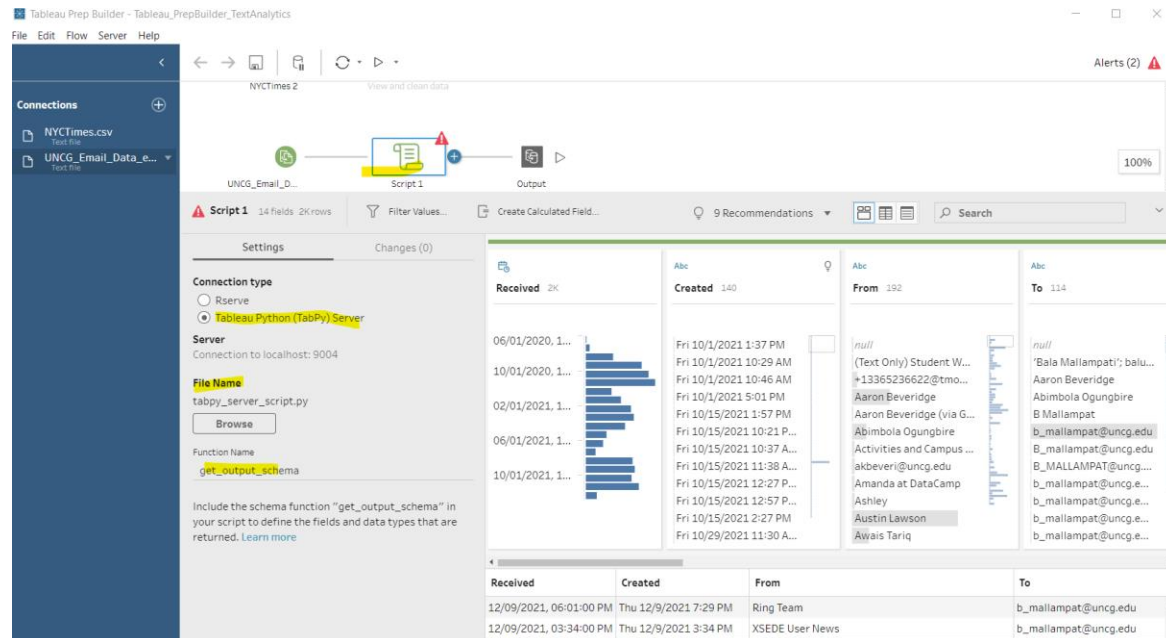 Tableau Prep Builder - Tableau_PrepBuilder_TextAnalytics
File Edit Flow Server Help
Alerts (2)
NYCTimes 2
View and clean data
Connections
NYCTimes.csv
Text file
UNCG_Email_Data_e...
Text file
100%
UNCG_Email_D...
Script 1
Output
Script 1 14 fields 2K rows
Filter Values...
Create Calculated Field...
9 Recommendations
Search
Settings
Changes (0)
Connection type
Rserve
Tableau Python (TabPy) Server
Server
Connection to localhost: 9004
File Name
tabpy_server_script.py
Browse
Function Name
get_output_schema
Include the schema function "get_output_schema" in
your script to define the fields and data types that are
returned. Learn more
Received 2K
06/01/2020, 1...
10/01/2020, 1...
02/01/2021, 1...
06/01/2021, 1...
10/01/2021, 1...
Abc
Created 140
Fri 10/1/2021 1:37 PM
Fri 10/1/2021 10:29 AM
Fri 10/1/2021 10:46 AM
Fri 10/1/2021 5:01 PM
Fri 10/15/2021 1:57 PM
Fri 10/15/2021 10:21 P...
Fri 10/15/2021 10:37 A...
Fri 10/15/2021 11:38 A...
Fri 10/15/2021 12:27 P...
Fri 10/15/2021 12:57 P...
Fri 10/15/2021 2:27 PM
Fri 10/29/2021 11:30 A...
Abc
From 192
null
(Text Only) Student W...
+13365236622@tmo...
Aaron Beveridge
Aaron Beveridge (via G...
Abimbola Ogungbire
Activities and Campus ...
akbeveri@uncg.edu
Amanda at DataCamp
Ashley
Austin Lawson
Awais Tariq
Abc
To 114
null
'Bala Mallampati'; balu...
Aaron Beveridge
Abimbola Ogungbire
B Mallampat
b_mallampat@uncg.edu
B_mallampat@uncg.edu
B_MALLAMPAT@uncg....
b_mallampat@uncg.e...
b_mallampat@uncg.e...
b_mallampat@uncg.e...
b_mallampat@uncg.e...
Received Created From To
12/09/2021, 06:01:00 PM Thu 12/9/2021 7:29 PM Ring Team b_mallampat@uncg.edu
12/09/2021, 03:34:00 PM Thu 12/9/2021 3:34 PM XSEDE User News b_mallampat@uncg.edu